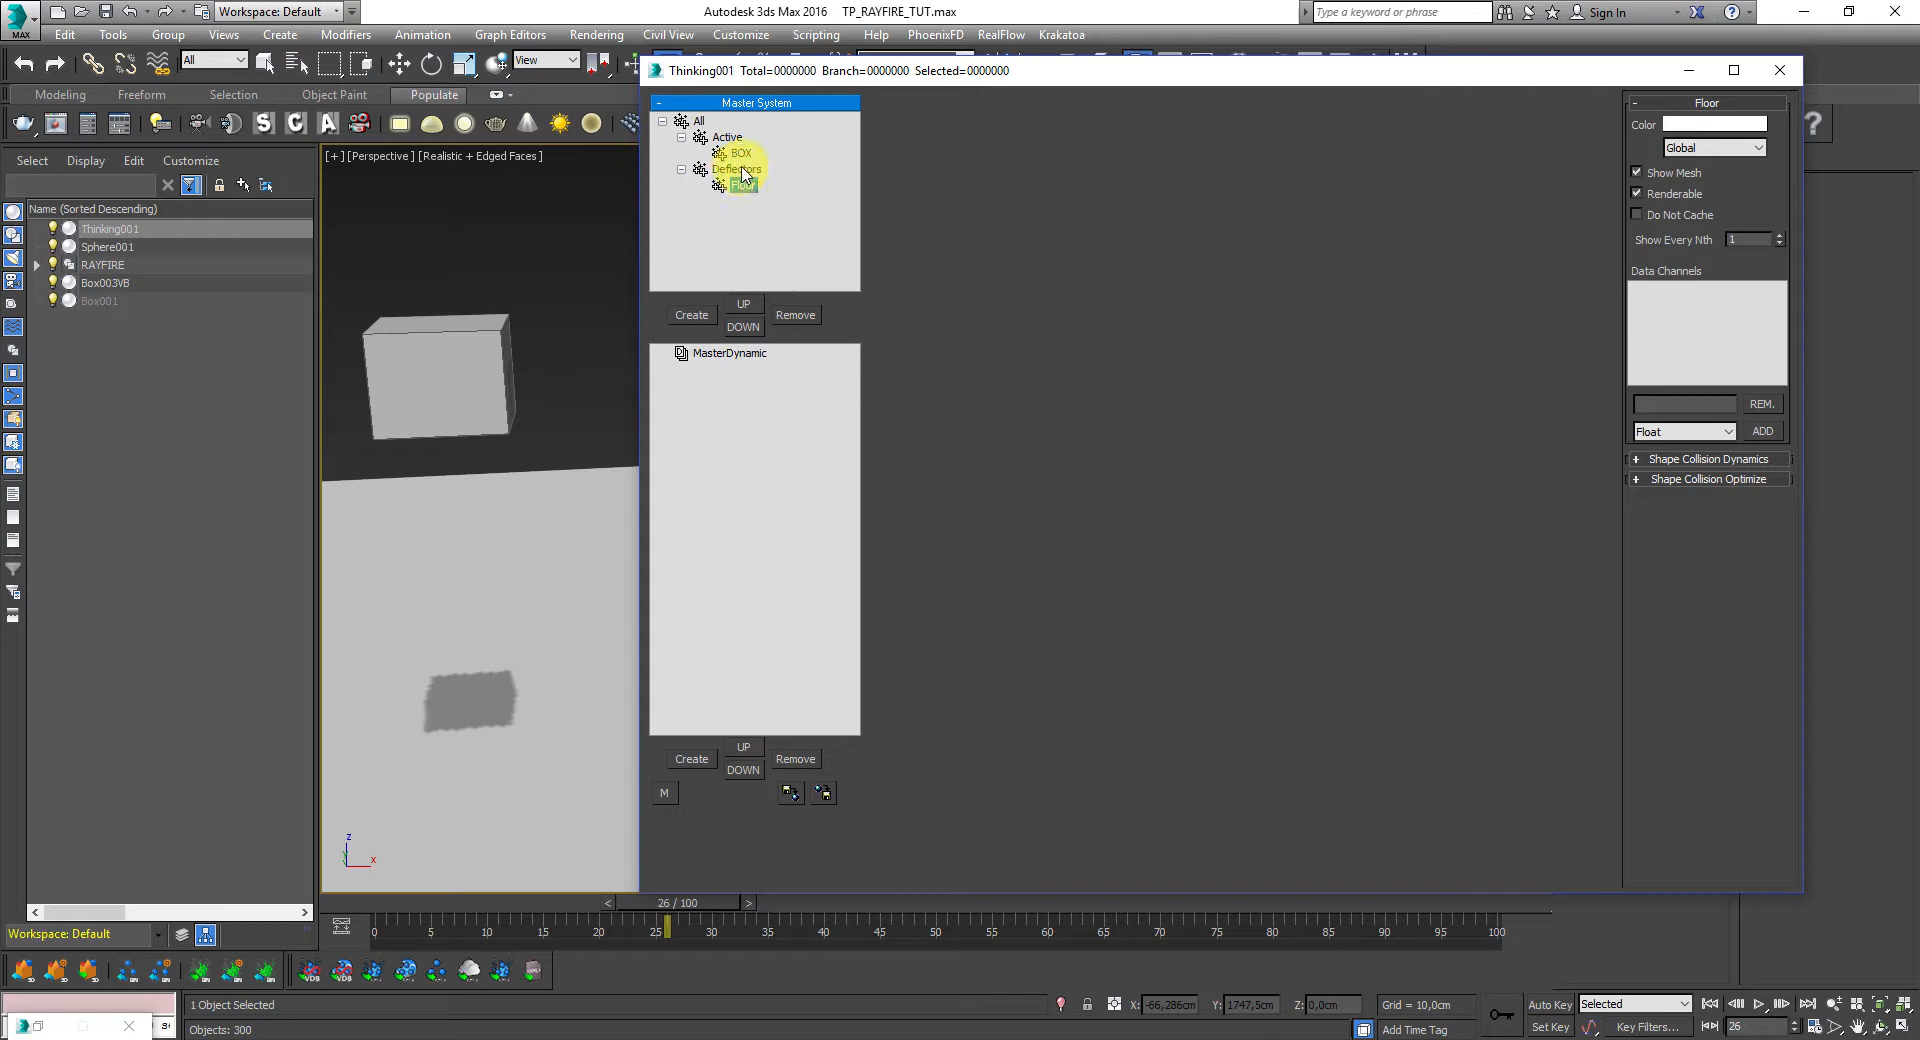 Workspace: Default
Autodesk 3ds Max 2016 TP_RAYFIRE_TUT.max
Type a keyword or phrase
Sign In
MAX
Edit Tools Group Views Create Modifiers Animation Graph Editors Rendering Civil View Customize Scripting Help PhoenixFD RealFlow Krakatoa
All
View
Thinking001 Total=0000000 Branch=0000000 Selected=0000000
Modeling Freeform Selection Object Paint Populate
Select Display Edit Customize
Name (Sorted Descending)
Thinking001
Sphere001
RAYFIRE
Box003VB
Box001
[+] [Perspective] [Realistic + Edged Faces]
- Master System
All
Active
BOX
Deflectors
Floor
Create UP Remove
DOWN
MasterDynamic
Create UP Remove
DOWN
M
- Floor
Color
Global
Show Mesh
Renderable
Do Not Cache
Show Every Nth 1
Data Channels
REM.
Float ADD
+ Shape Collision Dynamics
+ Shape Collision Optimize
z
x
< 26 / 100 >
0 5 10 15 20 25 30 35 40 45 50 55 60 65 70 75 80 85 90 95 100
Workspace: Default
1 Object Selected
X: -66,286cm Y: 1747,5cm Z: 0,0cm Grid = 10,0cm
Auto Key Selected
Objects: 300
Add Time Tag
Set Key Key Filters... 26